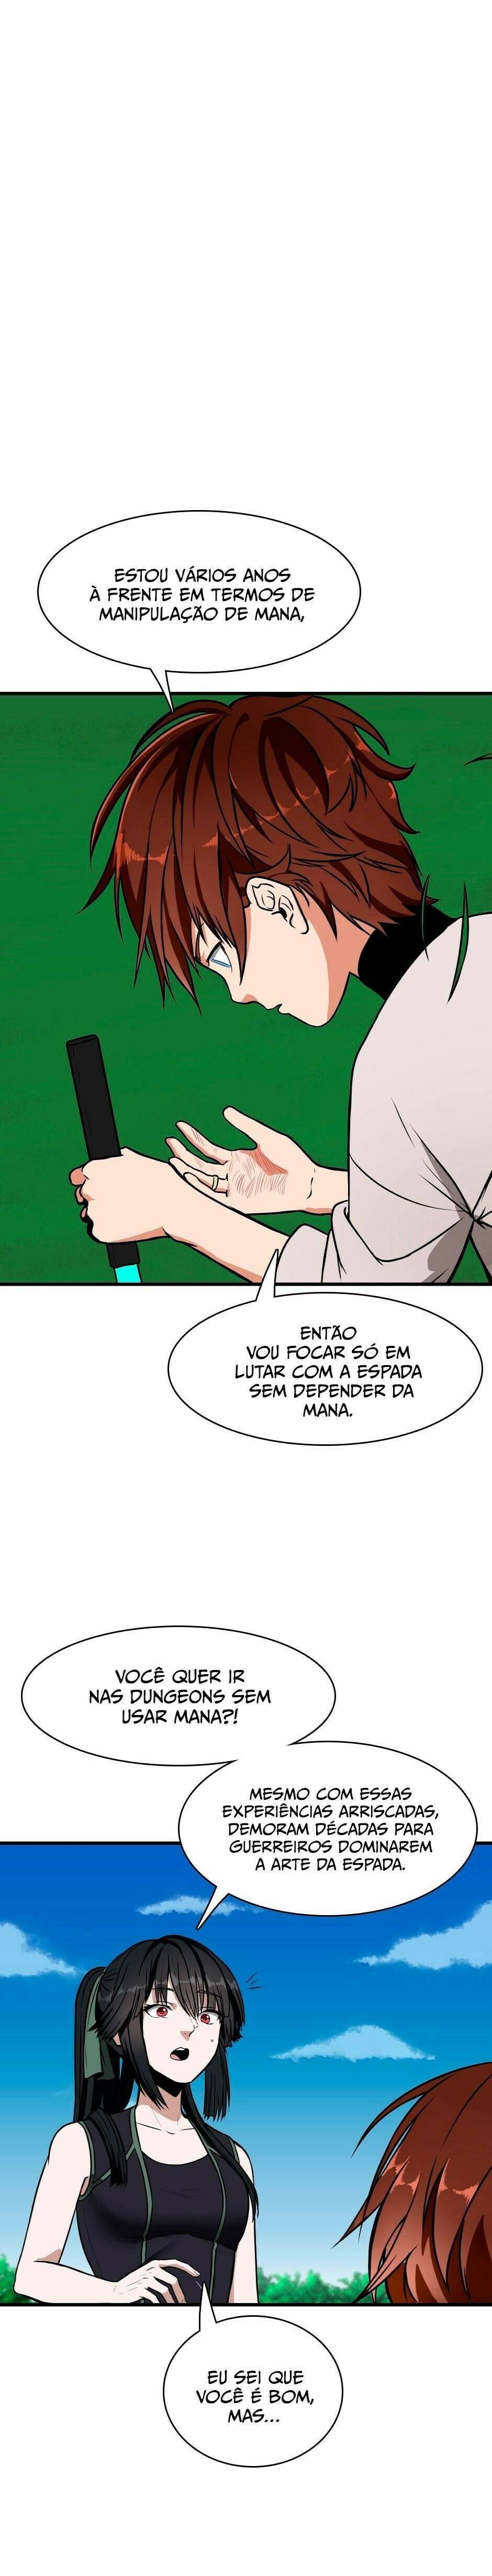 ESTOU VÁRIOS ANOS
À FRENTE EM TERMOS DE
MANIPULAÇÃO DE MANA,
ENTÃO
VOU FOCAR SÓ EM
LUTAR COM A ESPADA
SEM DEPENDER DA
MANA.
VOCÊ QUER IR
NAS DUNGEONS SEM
USAR MANA?!
MESMO COM ESSAS
EXPERIÊNCIAS ARRISCADAS,
DEMORAM DÉCADAS PARA
GUERREIROS DOMINAREM
A ARTE DA ESPADA.
EU SEI QUE
VOCÊ É BOM,
MAS...